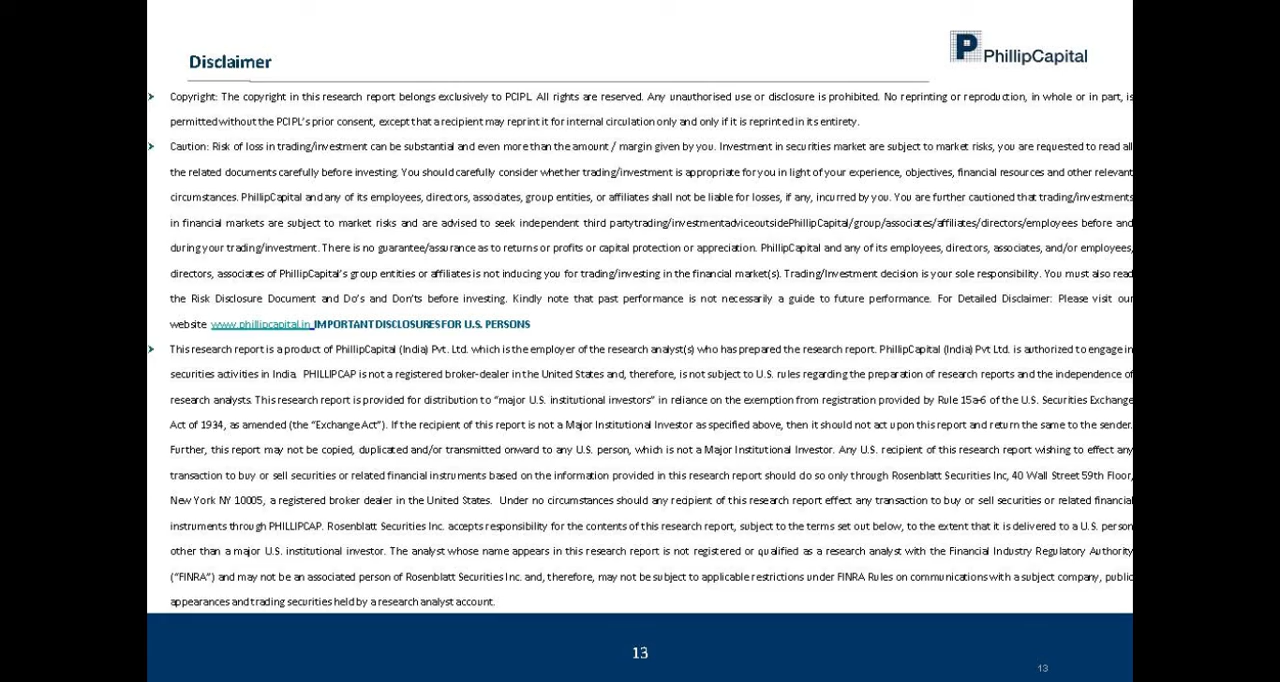 Disclaimer
PhillipCapital
Copyright: The copyright in this research report belongs exclusively to PCIPL. All rights are reserved. Any unauthorised use or disclosure is prohibited. No reprinting or reproduction, in whole or in part, is
permitted without the PCIPL's prior consent, except that a recipient may reprint it for internal circulation only and only if it is reprinted in its entirety.
Caution: Risk of loss in trading/investment can be substantial and even more than the amount / margin given by you. Investment in securities market are subject to market risks, you are requested to read all
the related documents carefully before investing. You should carefully consider whether trading/investment is appropriate for you in light of your experience, objectives, financial resources and other relevant
circumstances. PhillipCapital and any of its employees, directors, associates, group entities, or affiliates shall not be liable for losses, if any, incurred by you. You are further cautioned that trading/investments
in financial markets are subject to market risks and are advised to seek independent third partytrading/investmentadviceoutsidePhillipCapital/group/associates/affiliates/directors/employees before and
during your trading/investment. There is no guarantee/assurance as to returns or profits or capital protection or appreciation. PhillipCapital and any of its employees, directors, associates, and/or employees,
directors, associates of PhillipCapital's group entities or affiliates is not inducing you for trading/investing in the financial market(s). Trading/Investment decision is your sole responsibility. You must also read
the Risk Disclosure Document and Do's and Don'ts before investing. Kindly note that past performance is not necessarily a guide to future performance. For Detailed Disclaimer: Please visit our
website www.phillipcapital.in IMPORTANT DISCLOSURES FOR U.S. PERSONS
This research report is a product of PhillipCapital (India) Pvt. Ltd. which is the employer of the research analyst(s) who has prepared the research report. PhillipCapital (India) Pvt Ltd. is authorized to engage in
securities activities in India. PHILLIPCAP is not a registered broker-dealer in the United States and, therefore, is not subject to U.S. rules regarding the preparation of research reports and the independence of
research analysts. This research report is provided for distribution to “major U.S. institutional investors” in reliance on the exemption from registration provided by Rule 15a-6 of the U.S. Securities Exchange
Act of 1934, as amended (the “Exchange Act”). If the recipient of this report is not a Major Institutional Investor as specified above, then it should not act upon this report and return the same to the sender.
Further, this report may not be copied, duplicated and/or transmitted onward to any U.S. person, which is not a Major Institutional Investor. Any U.S. recipient of this research report wishing to effect any
transaction to buy or sell securities or related financial instruments based on the information provided in this research report should do so only through Rosenblatt Securities Inc, 40 Wall Street 59th Floor,
New York NY 10005, a registered broker dealer in the United States. Under no circumstances should any recipient of this research report effect any transaction to buy or sell securities or related financial
instruments through PHILLIPCAP. Rosenblatt Securities Inc. accepts responsibility for the contents of this research report, subject to the terms set out below, to the extent that it is delivered to a U.S. person
other than a major U.S. institutional investor. The analyst whose name appears in this research report is not registered or qualified as a research analyst with the Financial Industry Regulatory Authority
(“FINRA”) and may not be an associated person of Rosenblatt Securities Inc. and, therefore, may not be subject to applicable restrictions under FINRA Rules on communications with a subject company, public
appearances and trading securities held by a research analyst account.
13
13